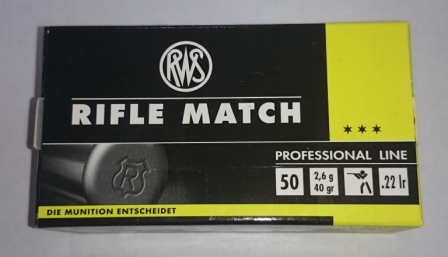 RWS
RIFLE MATCH
★★★
PROFESSIONAL LINE
50
2,6 g
40 gr
.22 lr
R
DIE MUNITION ENTSCHEIDET